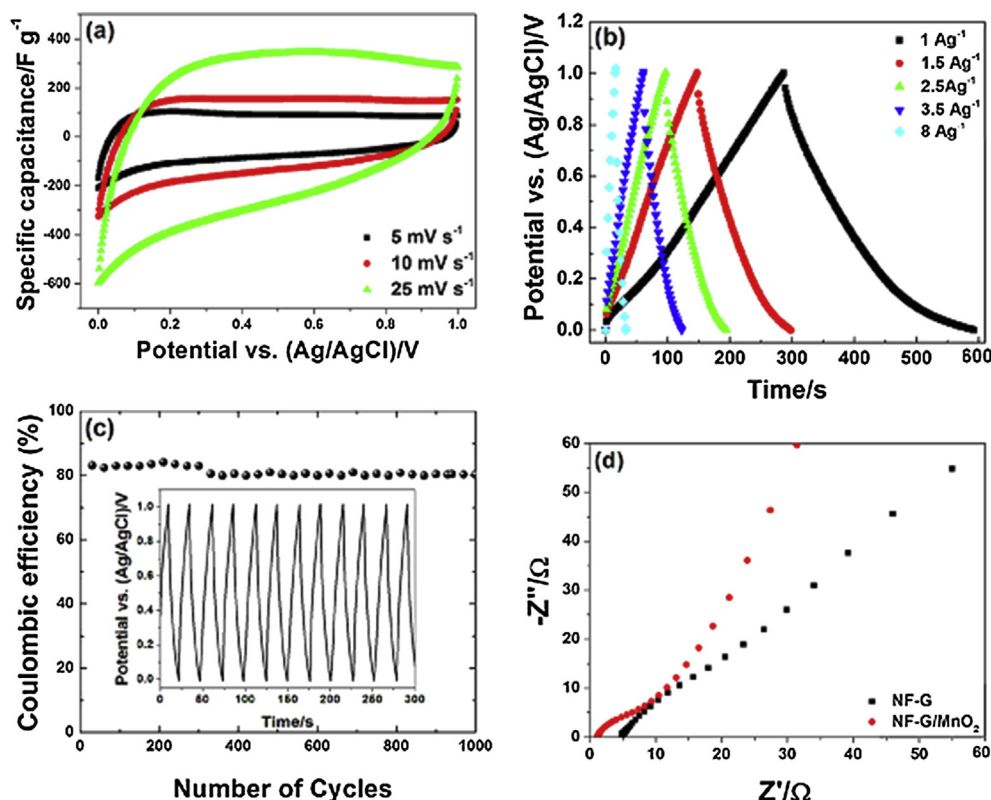 (a)
Specific capacitance/F g⁻¹
400
200
0
-200
-400
-600
5 mV s⁻¹
10 mV s⁻¹
25 mV s⁻¹
0.0 0.2 0.4 0.6 0.8 1.0
Potential vs. (Ag/AgCl)/V
(b)
Potential vs. (Ag/AgCl)/V
1.2
1.0
0.8
0.6
0.4
0.2
0.0
1 Ag⁻¹
1.5 Ag⁻¹
2.5Ag⁻¹
3.5 Ag⁻¹
8 Ag⁻¹
0 100 200 300 400 500 600
Time/s
(c)
Coulombic efficiency (%)
100
80
60
40
20
0
Potential vs. (Ag/AgCl)/V
1.0
0.8
0.6
0.4
0.2
0.0
0 50 100 150 200 250 300
Time/s
0 200 400 600 800 1000
Number of Cycles
(d)
-Z"/Ω
60
50
40
30
20
10
0
NF-G
NF-G/MnO₂
0 10 20 30 40 50 60
Z'/Ω